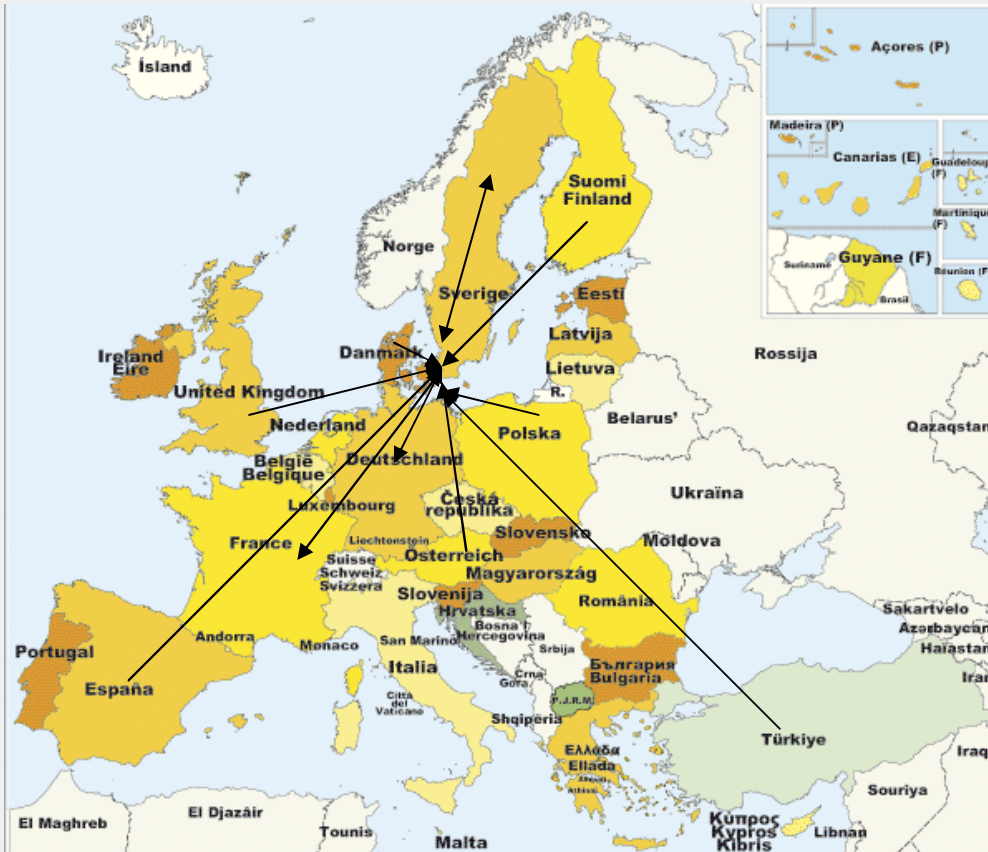 Ísland
Açores (P)
Madeira (P)
Canarias (E)
Guadeloup
(F)
Martiniqu
(F)
Suriname
Guyane (F)
Brasil
Réunion (F
Suomi
Finland
Norge
Sverige
Eesti
Latvija
Lietuva
R.
Rossija
Danmark
Ireland
Éire
United Kingdom
Nederland
Belarus’
Qazaqstan
Polska
België
Belgique
Deutschland
Luxembourg
Česká
republika
Ukraïna
Slovensko
Moldova
France
Liechtenstein
Österreich
Suisse
Schweiz
Svizzera
Magyarország
Slovenija
România
Hrvatska
Bosna i
Hercegovina
Sakartvelo
Azərbaycan
Haïastan
Andorra
Monaco
San Marino
Srbija
Portugal
España
Italia
Città
del
Vaticano
Crna
Gora
България
Bulgaria
Iran
P.J.R.M.
Shqipëria
Türkiye
Iraq
Ελλάδα
Ellada
Souriya
El Maghreb
El Djazâir
Tounis
Malta
Κύπρος
Kypros
Kibris
Libnan